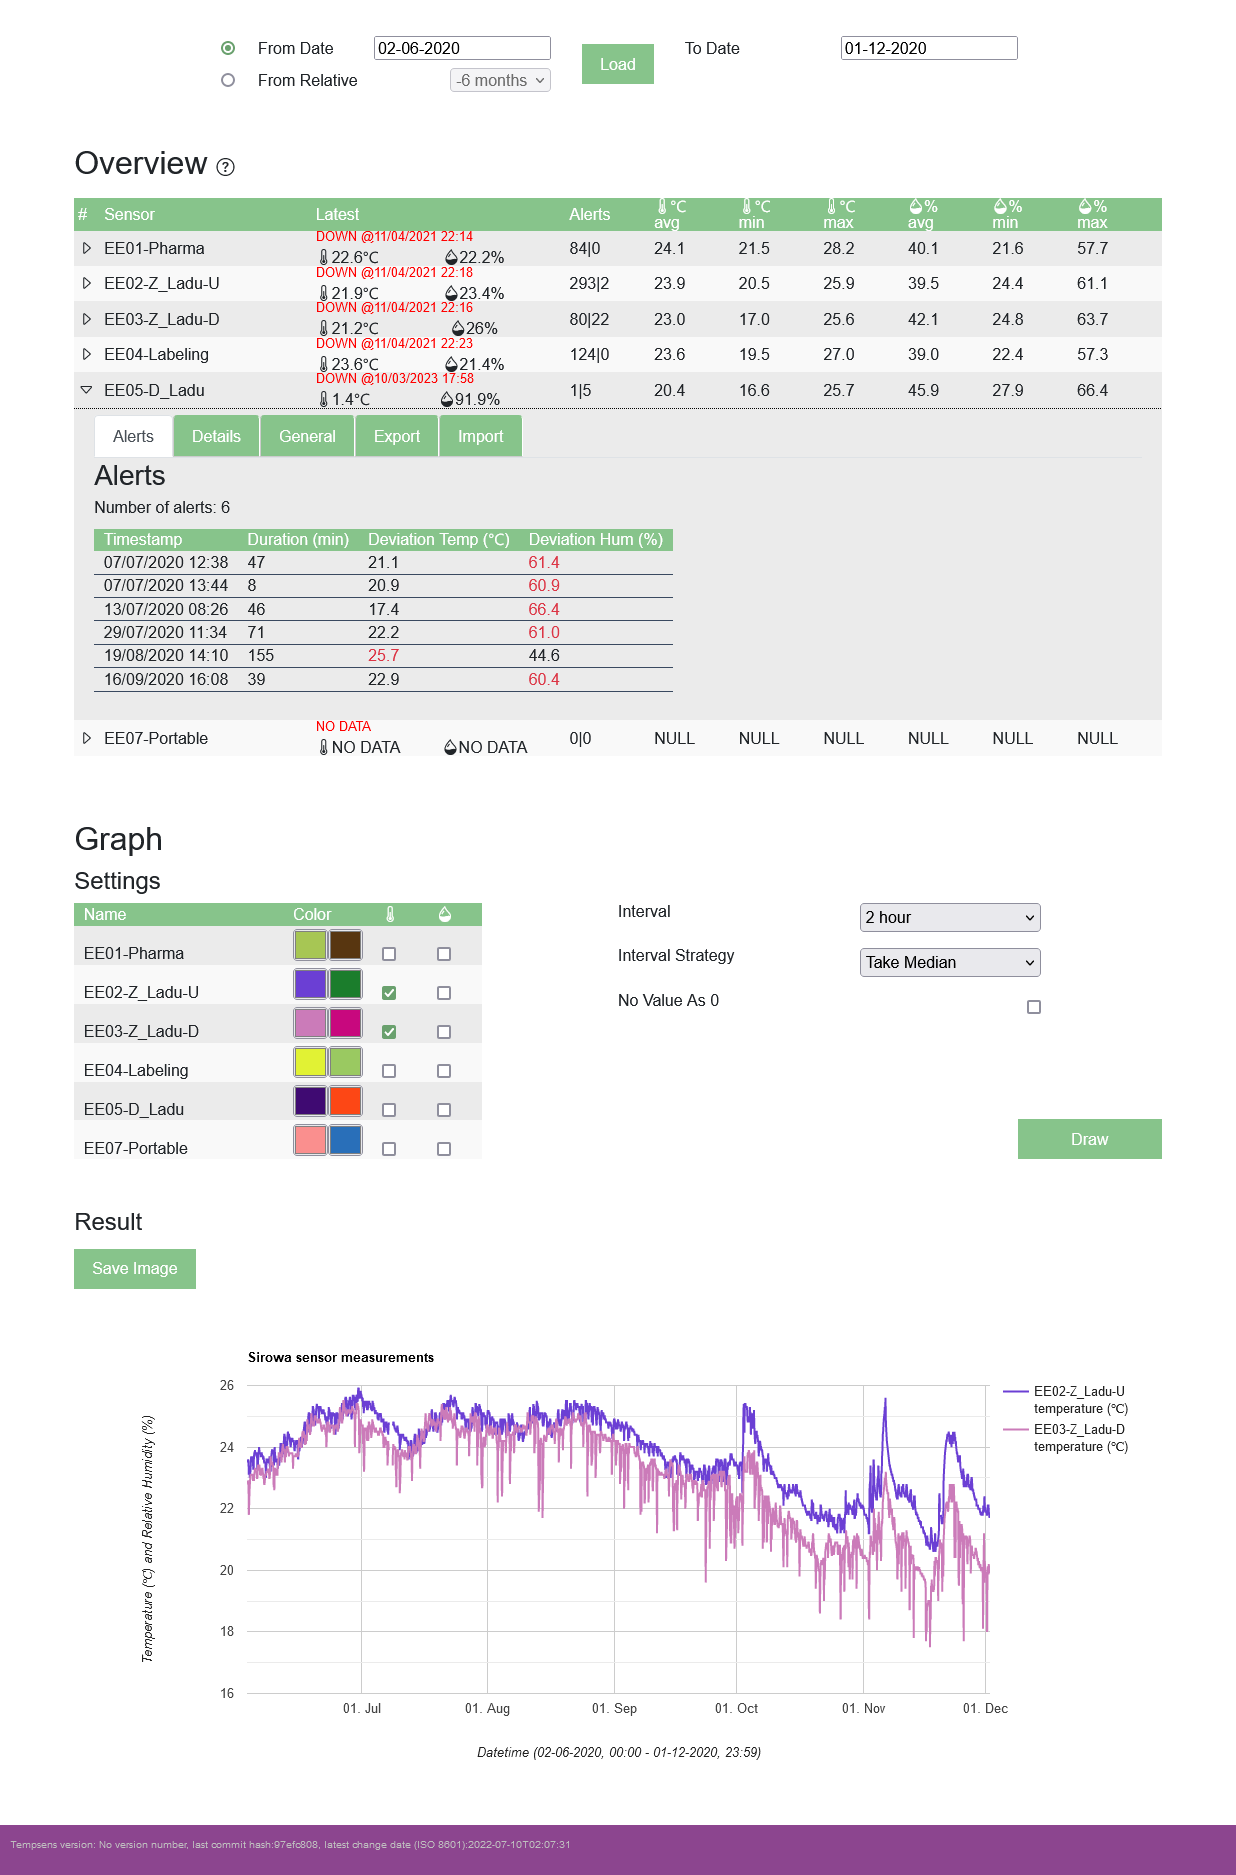 From Date 02-06-2020 Load To Date 01-12-2020
From Relative -6 months
Overview ?
# Sensor Latest Alerts °C avg °C min °C max % avg % min % max
EE01-Pharma DOWN @11/04/2021 22:14 22.6°C 22.2% 84|0 24.1 21.5 28.2 40.1 21.6 57.7
EE02-Z_Ladu-U DOWN @11/04/2021 22:18 21.9°C 23.4% 293|2 23.9 20.5 25.9 39.5 24.4 61.1
EE03-Z_Ladu-D DOWN @11/04/2021 22:16 21.2°C 26% 80|22 23.0 17.0 25.6 42.1 24.8 63.7
EE04-Labeling DOWN @11/04/2021 22:23 23.6°C 21.4% 124|0 23.6 19.5 27.0 39.0 22.4 57.3
EE05-D_Ladu DOWN @10/03/2023 17:58 1.4°C 91.9% 1|5 20.4 16.6 25.7 45.9 27.9 66.4
Alerts Details General Export Import
Alerts
Number of alerts: 6
Timestamp Duration (min) Deviation Temp (°C) Deviation Hum (%)
07/07/2020 12:38 47 21.1 61.4
07/07/2020 13:44 8 20.9 60.9
13/07/2020 08:26 46 17.4 66.4
29/07/2020 11:34 71 22.2 61.0
19/08/2020 14:10 155 25.7 44.6
16/09/2020 16:08 39 22.9 60.4
EE07-Portable NO DATA NO DATA NO DATA 0|0 NULL NULL NULL NULL NULL NULL
Graph
Settings
Name Color
EE01-Pharma
EE02-Z_Ladu-U
EE03-Z_Ladu-D
EE04-Labeling
EE05-D_Ladu
EE07-Portable
Interval 2 hour
Interval Strategy Take Median
No Value As 0
Draw
Result
Save Image
Sirowa sensor measurements
Temperature (°C) and Relative Humidity (%)
26
24
22
20
18
16
01. Jul 01. Aug 01. Sep 01. Oct 01. Nov 01. Dec
EE02-Z_Ladu-U
temperature (°C)
EE03-Z_Ladu-D
temperature (°C)
Datetime (02-06-2020, 00:00 - 01-12-2020, 23:59)
Tempsens version: No version number, last commit hash:97efc808, latest change date (ISO 8601):2022-07-10T02:07:31